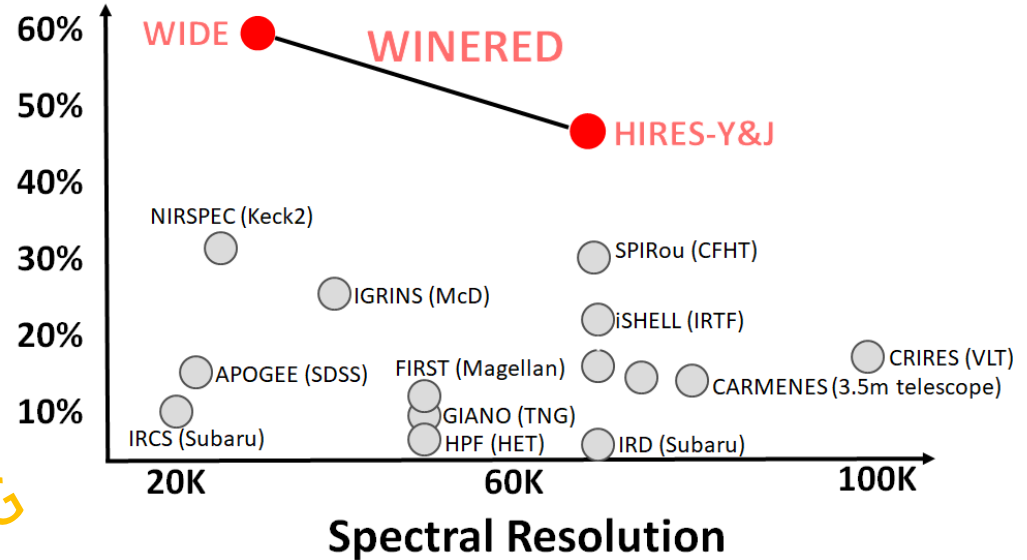 60%
WIDE
WINERED
50%
HIRES-Y&J
40%
NIRSPEC (Keck2)
30%
SPIRou (CFHT)
IGRINS (McD)
20%
iSHELL (IRTF)
APOGEE (SDSS)
FIRST (Magellan)
CRIRES (VLT)
CARMENES (3.5m telescope)
10%
GIANO (TNG)
IRCS (Subaru)
HPF (HET)
IRD (Subaru)
20K
60K
100K
G
Spectral Resolution